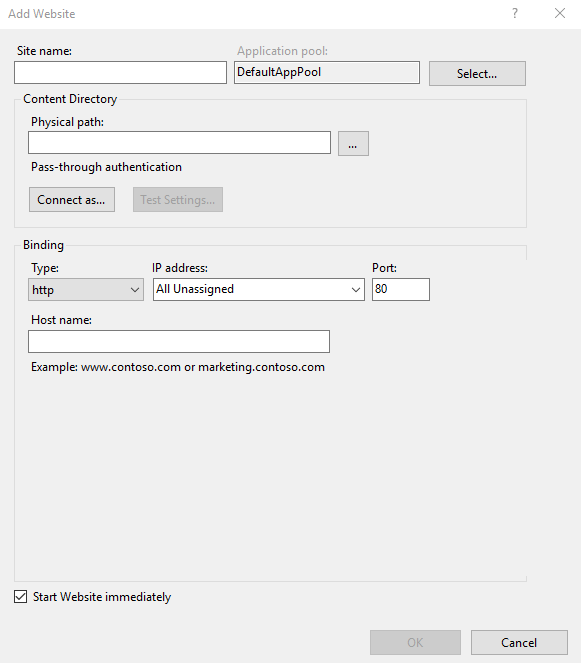 Add Website ?
Site name: Application pool:
DefaultAppPool Select...
Content Directory
Physical path:
...
Pass-through authentication
Connect as... Test Settings...
Binding
Type: IP address: Port:
http All Unassigned 80
Host name:
Example: www.contoso.com or marketing.contoso.com
Start Website immediately
OK Cancel